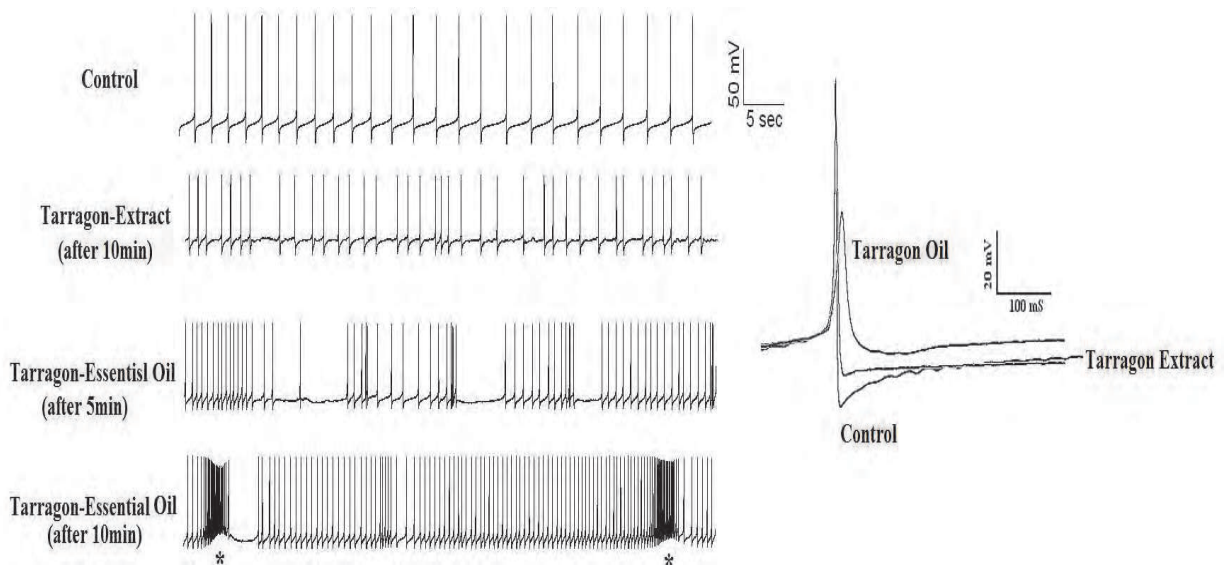 Control
50 mV
5 sec
Tarragon-Extract
(after 10min)
Tarragon Oil
20 mV
100 mS
Tarragon-Essentisl Oil
(after 5min)
Tarragon Extract
Control
Tarragon-Essential Oil
(after 10min)
* *